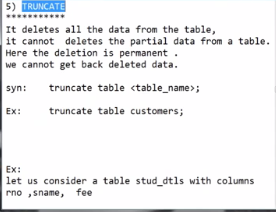 5) TRUNCATE
***********
It deletes all the data from the table,
it cannot  deletes the partial data from a table.
Here the deletion is permanent .
we cannot get back deleted data.
syn:    truncate table <table_name>;
Ex:     truncate table customers;
Ex:
let us consider a table stud_dtls with columns
rno ,sname,  fee